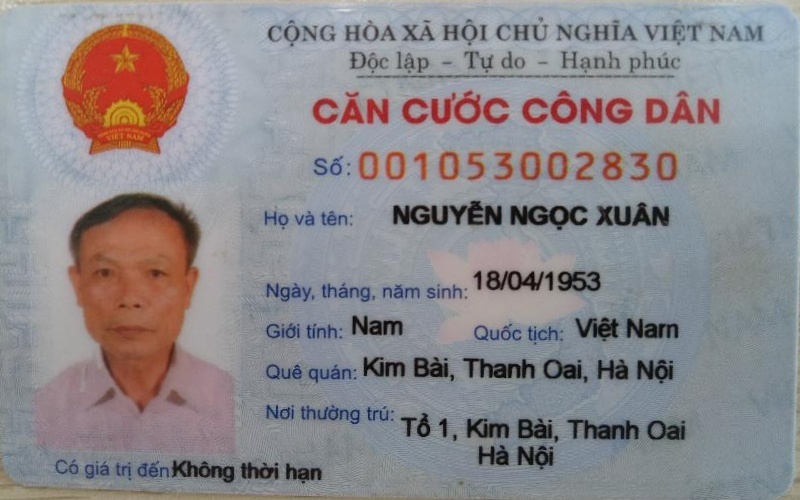 CỘNG HÒA XÃ HỘI CHỦ NGHĨA VIỆT NAM
Độc lập - Tự do - Hạnh phúc
CĂN CƯỚC CÔNG DÂN
Số: 001053002830
Họ và tên: NGUYỄN NGỌC XUÂN
Ngày, tháng, năm sinh: 18/04/1953
Giới tính: Nam Quốc tịch: Việt Nam
Quê quán: Kim Bài, Thanh Oai, Hà Nội
Nơi thường trú: Tổ 1, Kim Bài, Thanh Oai
Hà Nội
Có giá trị đến: Không thời hạn
VIỆT NAM